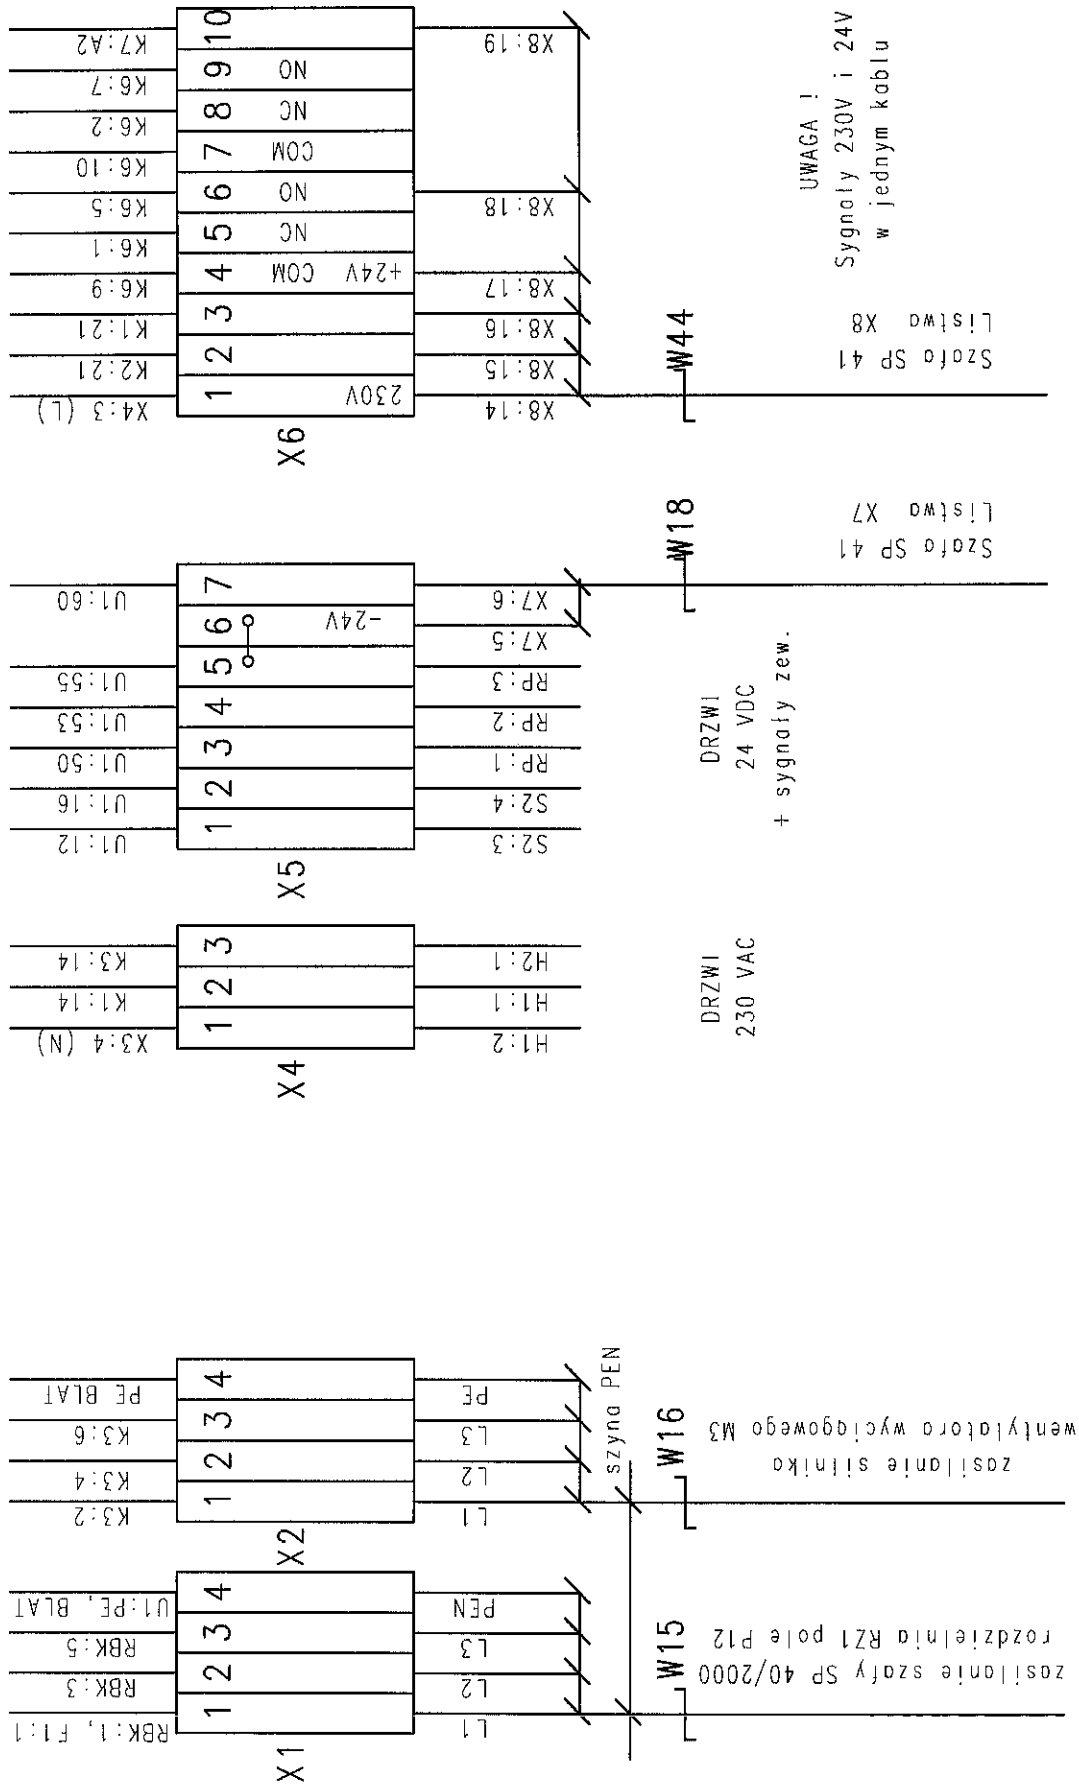 X1
1
2
3
4
RBK:1, F1:1
RBK:3
RBK:5
U1:PE, BLAT
L1
L2
L3
PEN
W15
zasilanie szafy SP 40/2000
rozdzielnia RZ1 pole P12
X2
1
2
3
4
K3:2
K3:4
K3:6
PE BLAT
L1
L2
L3
PE
szyna PEN
W16
zasilanie silnika
wentylatora wyciągowego M3
X4
1
2
3
X3:4 (N)
K1:14
K3:14
H1:2
H1:1
H2:1
DRZWI
230 VAC
X5
1
2
3
4
5
6
7
-24V
U1:12
U1:16
U1:50
U1:53
U1:55
U1:60
S2:3
S2:4
RP:1
RP:2
RP:3
X7:5
X7:6
DRZWI
24 VDC
+ sygnały zew.
W18
Szafa SP 41
Listwa X7
X6
1
2
3
4
5
6
7
8
9
10
230V
+24V
COM
NC
NO
COM
NC
NO
X4:3 (L)
K2:21
K1:21
K6:9
K6:1
K6:5
K6:10
K6:2
K6:7
K7:A2
X8:14
X8:15
X8:16
X8:17
X8:18
X8:19
W44
Szafa SP 41
Listwa X8
UWAGA !
Sygnały 230V i 24V
w jednym kablu